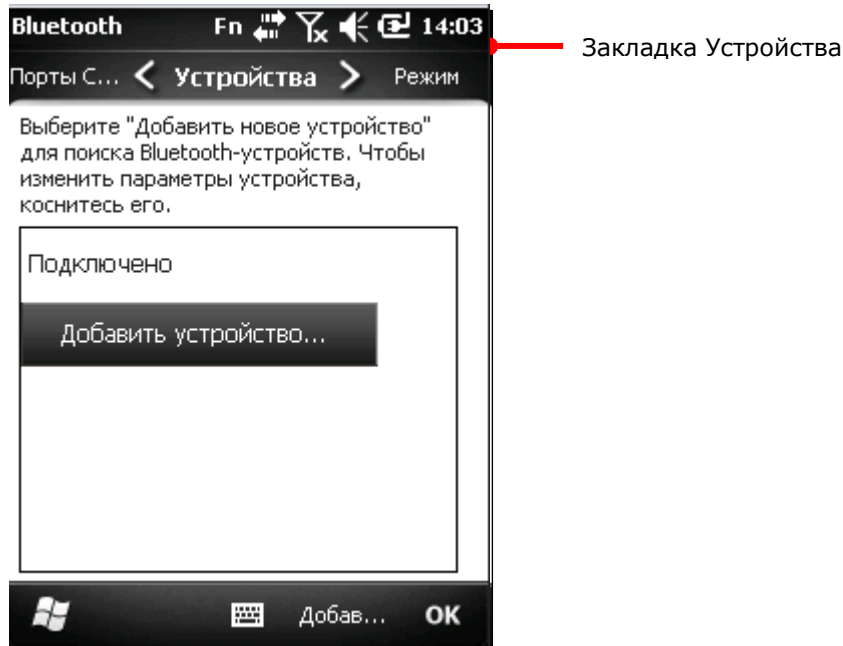 Bluetooth Fn 14:03
Закладка Устройства
Порты С... < Устройства > Режим
Выберите "Добавить новое устройство"
для поиска Bluetooth-устройств. Чтобы
изменить параметры устройства,
коснитесь его.
Подключено
Добавить устройство...
Добав... OK